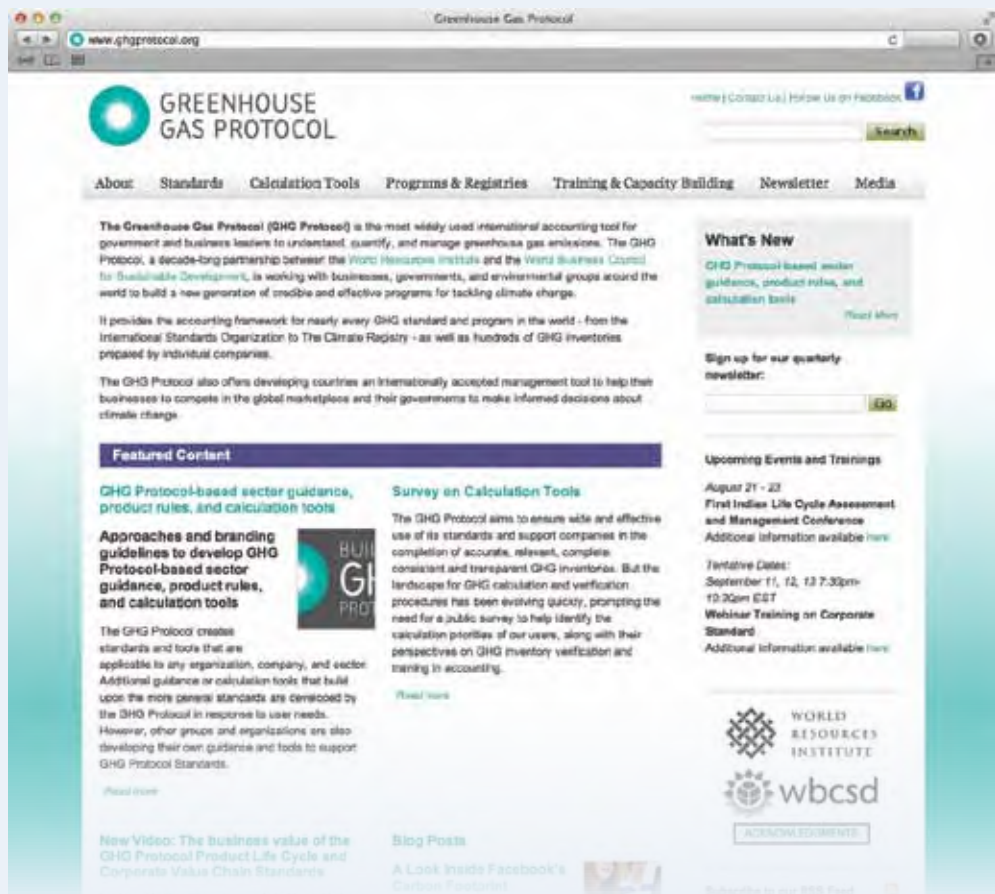 Greenhouse Gas Protocol
www.ghgprotocol.org
GREENHOUSE
GAS PROTOCOL
Home | Contact Us | Follow Us on Facebook
Search
About Standards Calculation Tools Programs & Registries Training & Capacity Building Newsletter Media
The Greenhouse Gas Protocol (GHG Protocol) is the most widely used international accounting tool for
government and business leaders to understand, quantify, and manage greenhouse gas emissions. The GHG
Protocol, a decade-long partnership between the World Resources Institute and the World Business Council
for Sustainable Development, is working with businesses, governments, and environmental groups around the
world to build a new generation of credible and effective programs for tackling climate change.
It provides the accounting framework for nearly every GHG standard and program in the world - from the
International Standards Organization to The Climate Registry - as well as hundreds of GHG inventories
prepared by individual companies.
The GHG Protocol also offers developing countries an internationally accepted management tool to help their
businesses to compete in the global marketplace and their governments to make informed decisions about
climate change.
Featured Content
GHG Protocol-based sector guidance,
product rules, and calculation tools
Approaches and branding
guidelines to develop GHG
Protocol-based sector
guidance, product rules,
and calculation tools
BUIL
GH
PROT
The GHG Protocol creates
standards and tools that are
applicable to any organization, company, and sector.
Additional guidance or calculation tools that build
upon the more general standards are developed by
the GHG Protocol in response to user needs.
However, other groups and organizations are also
developing their own guidance and tools to support
GHG Protocol Standards.
Read more
Survey on Calculation Tools
The GHG Protocol aims to ensure wide and effective
use of its standards and support companies in the
completion of accurate, relevant, complete
consistent and transparent GHG inventories. But the
landscape for GHG calculation and verification
procedures has been evolving quickly, prompting the
need for a public survey to help identify the
calculation priorities of our users, along with their
perspectives on GHG inventory verification and
training in accounting.
Read more
New Video: The business value of the
GHG Protocol Product Life Cycle and
Corporate Value Chain Standards
Blog Posts
A Look Inside Facebook's
Carbon Footprint
What's New
GHG Protocol-based sector
guidance, product rules, and
calculation tools
Read More
Sign up for our quarterly
newsletter:
Go
Upcoming Events and Trainings
August 21 - 23
First Indian Life Cycle Assessment
and Management Conference
Additional information available here
Tentative Dates:
September 11, 12, 13 7:30pm-
10:30pm EST
Webinar Training on Corporate
Standard
Additional information available here
WORLD
RESOURCES
INSTITUTE
wbcsd
ACKNOWLEDGMENTS
Subscribe to our RSS Feed